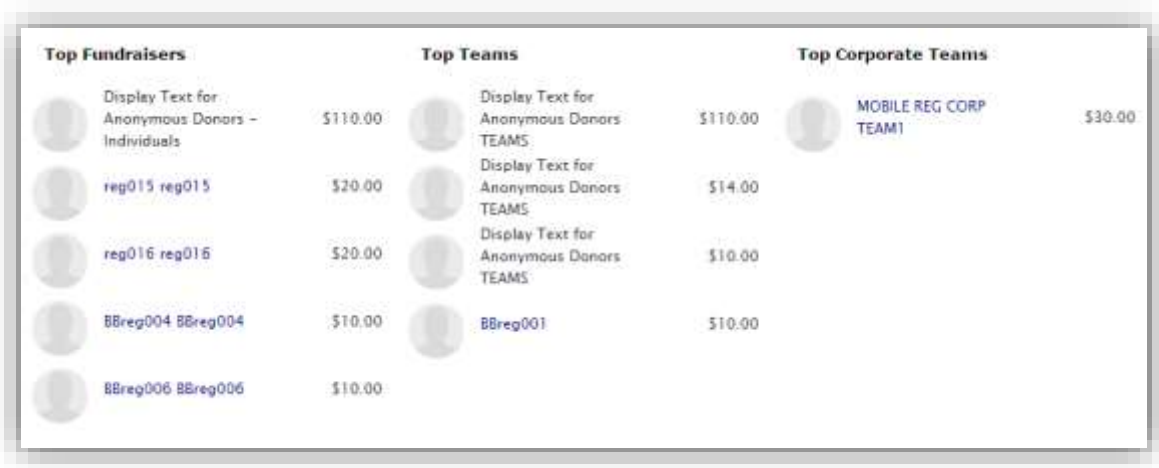 Top Fundraisers
Display Text for
Anonymous Donors –
Individuals
$110.00
reg015 reg015
$20.00
reg016 reg016
$20.00
BBreg004 BBreg004
$10.00
BBreg006 BBreg006
$10.00
Top Teams
Display Text for
Anonymous Donors
TEAMS
$110.00
Display Text for
Anonymous Donors
TEAMS
$14.00
Display Text for
Anonymous Donors
TEAMS
$10.00
BBreg001
$10.00
Top Corporate Teams
MOBILE REG CORP
TEAM1
$30.00